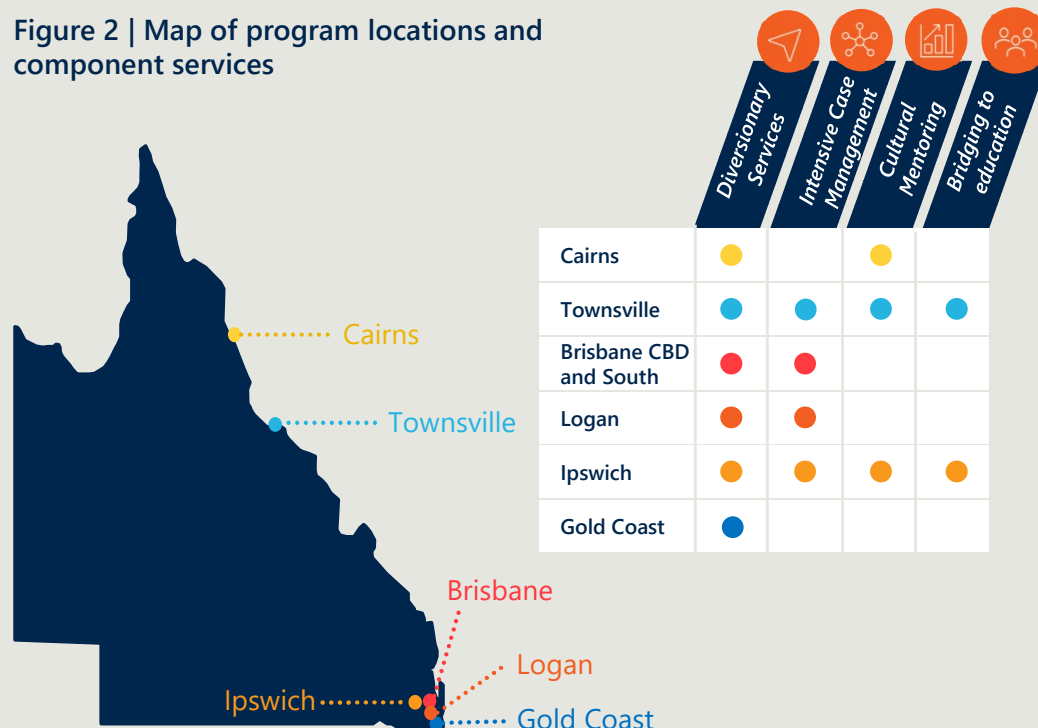 Figure 2 | Map of program locations and
component services
Diversionary
Services
Intensive Case
Management
Cultural
Mentoring
Bridging to
education
Cairns
Townsville
Brisbane CBD
and South
Logan
Ipswich
Gold Coast
Cairns
Townsville
Brisbane
Logan
Ipswich
Gold Coast